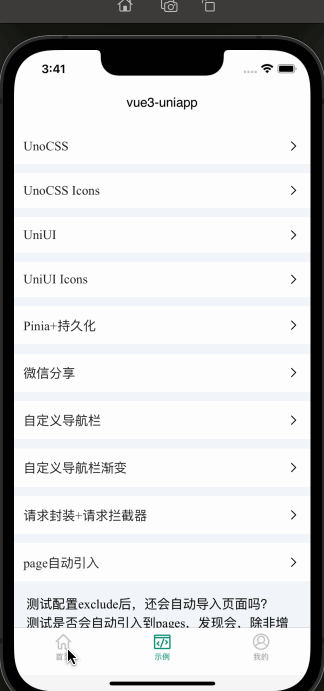 3:41
vue3-uniapp
UnoCSS
UnoCSS Icons
UniUI
UniUI Icons
Pinia+持久化
微信分享
自定义导航栏
自定义导航栏渐变
请求封装+请求拦截器
page自动引入
测试配置exclude后，还会自动导入页面吗？
测试是否会自动引入到pages，发现会，除非增
首 示例 我的